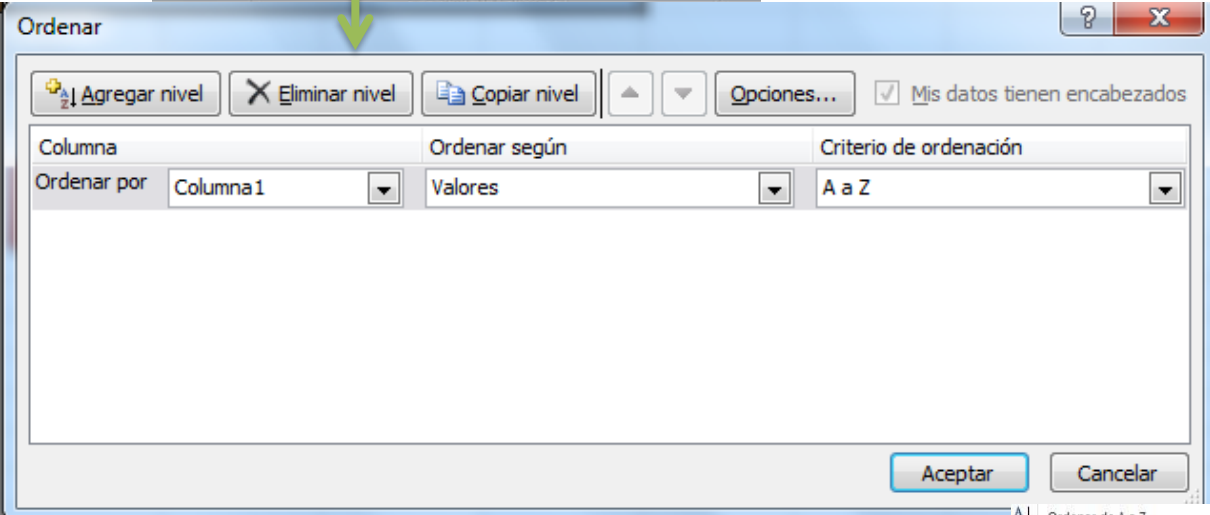 Ordenar
Agregar nivel Eliminar nivel Copiar nivel Opciones... Mis datos tienen encabezados
Columna Ordenar según Criterio de ordenación
Ordenar por Columna1 Valores A a Z
Aceptar Cancelar